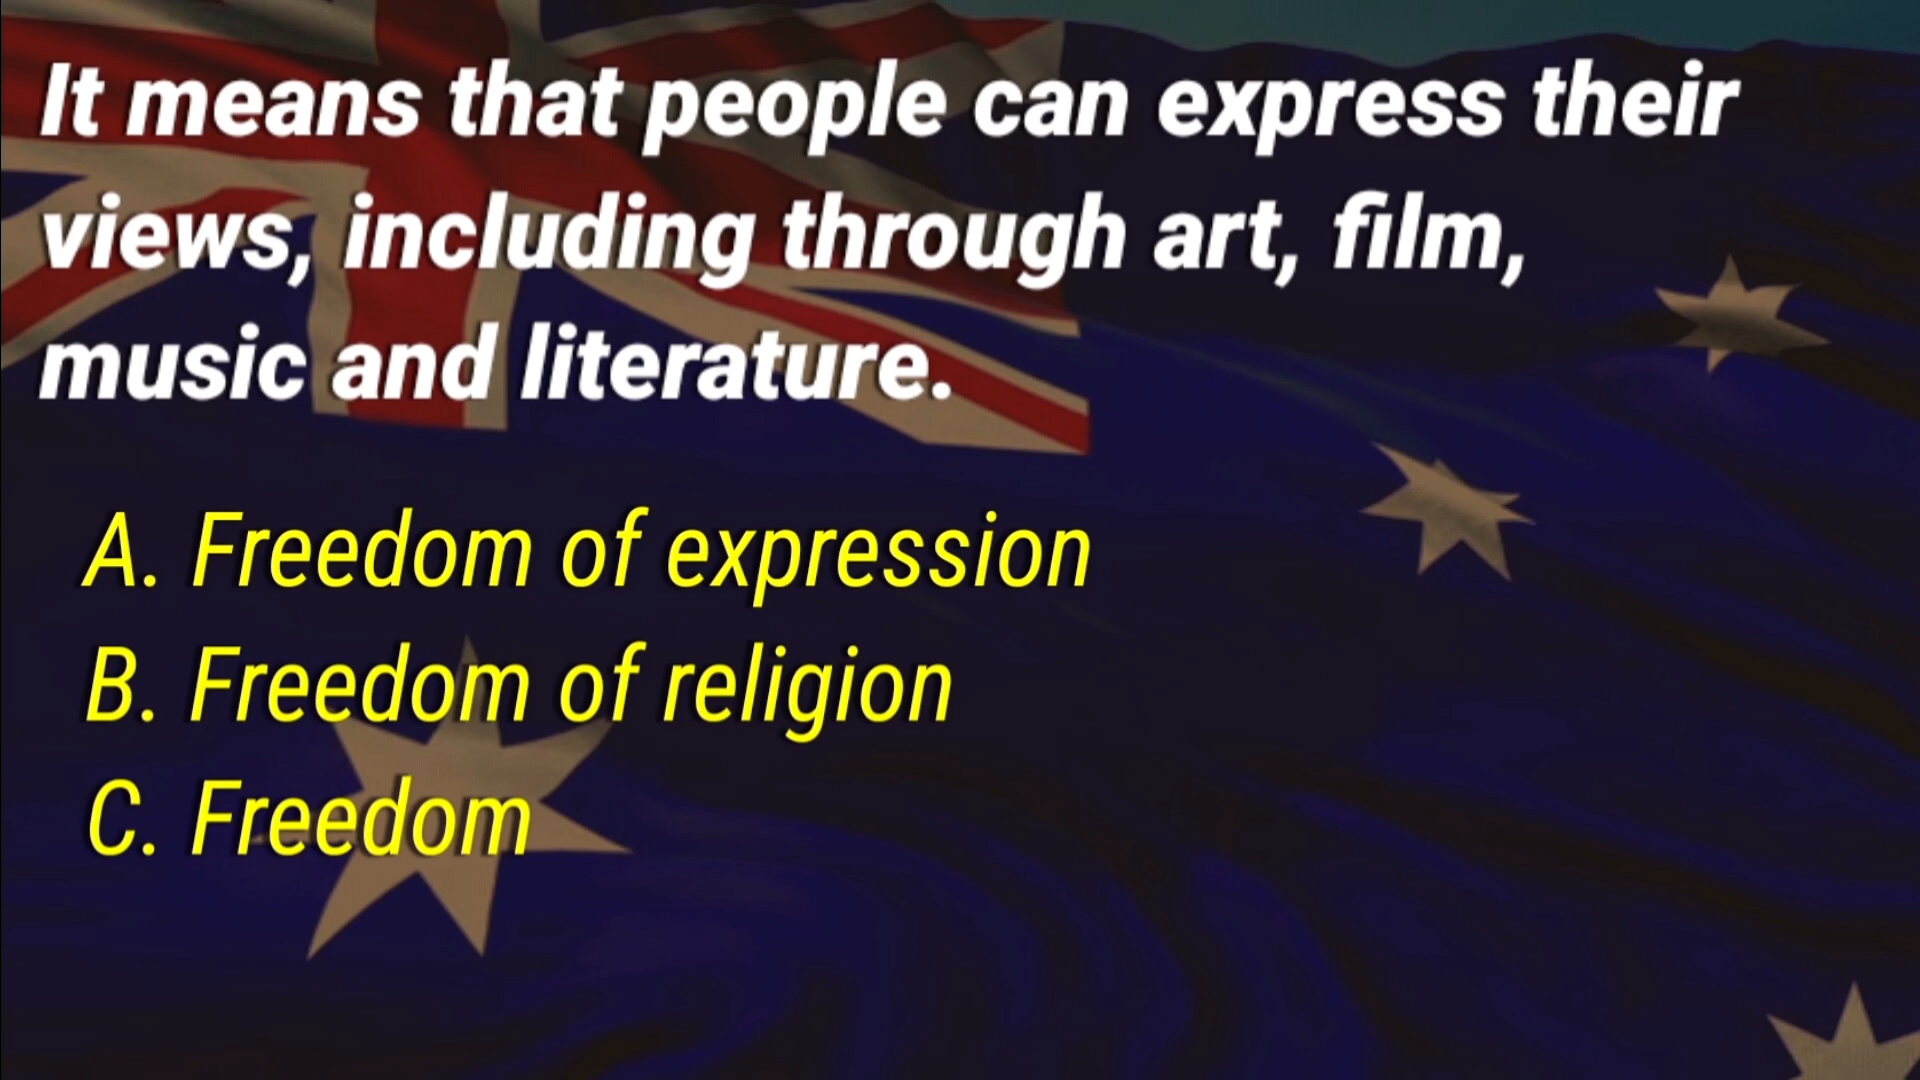 It means that people can express their
views, including through art, film,
music and literature.
A. Freedom of expression
B. Freedom of religion
C. Freedom